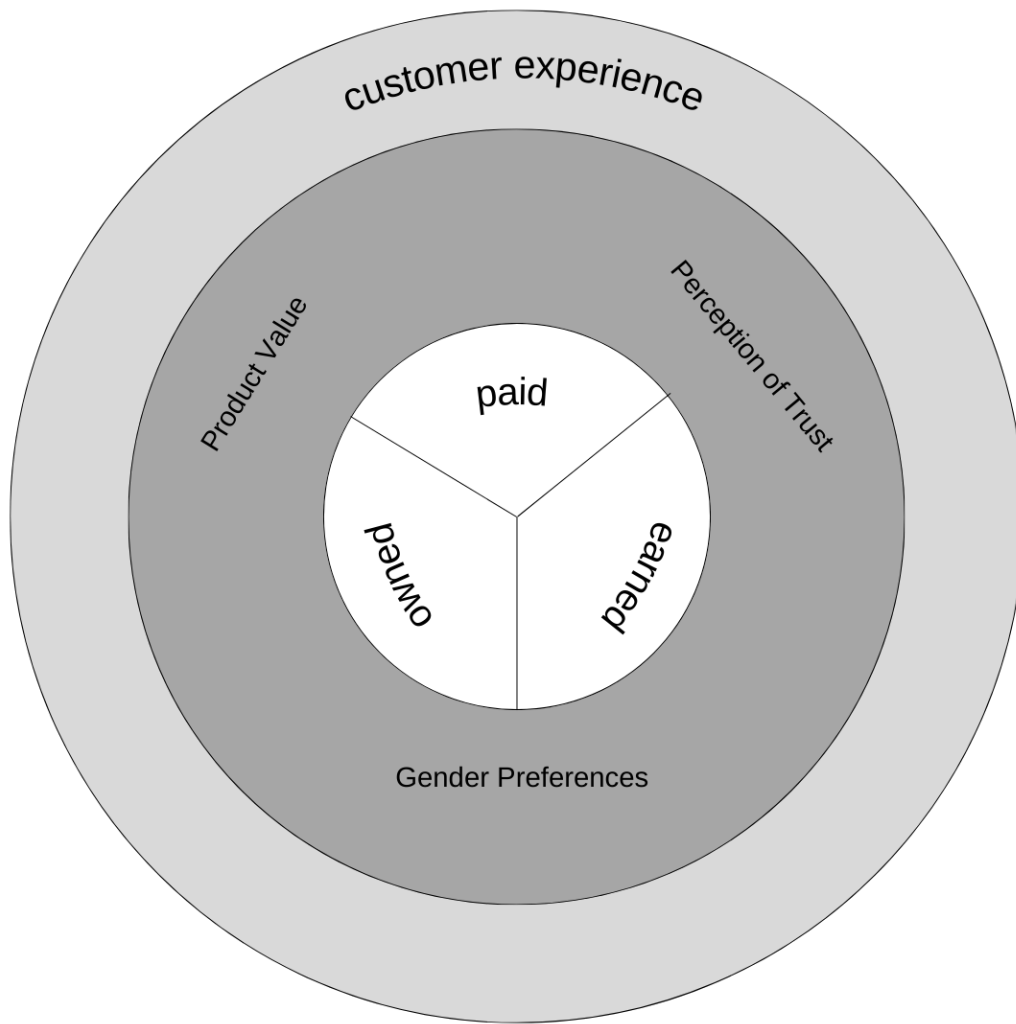 customer experience
Product Value
Perception of Trust
paid
owned
earned
Gender Preferences